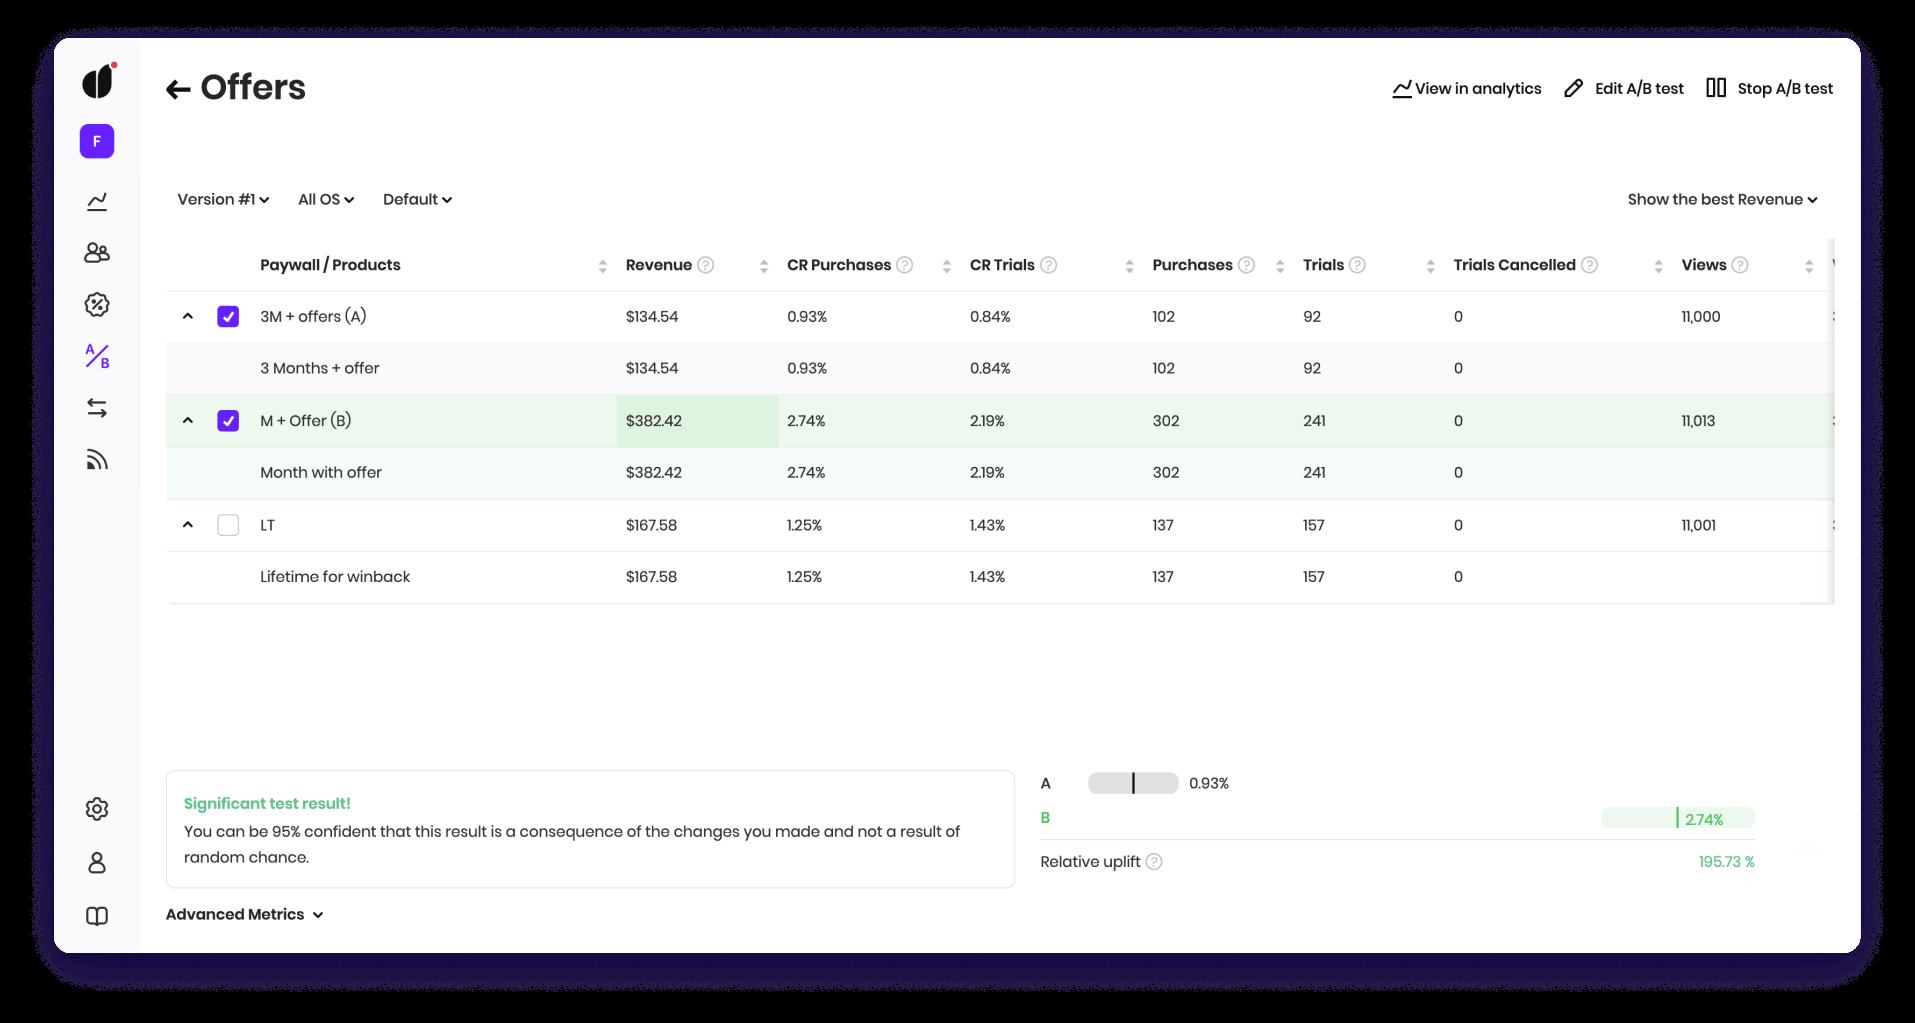 Offers
View in analytics Edit A/B test Stop A/B test
F
Version #1 All OS Default Show the best Revenue
Paywall / Products Revenue ? CR Purchases ? CR Trials ? Purchases ? Trials ? Trials Cancelled ? Views ?
3M + offers (A) $134.54 0.93% 0.84% 102 92 0 11,000
3 Months + offer $134.54 0.93% 0.84% 102 92 0
A/B
M + Offer (B) $382.42 2.74% 2.19% 302 241 0 11,013
Month with offer $382.42 2.74% 2.19% 302 241 0
LT $167.58 1.25% 1.43% 137 157 0 11,001
Lifetime for winback $167.58 1.25% 1.43% 137 157 0
Significant test result!
You can be 95% confident that this result is a consequence of the changes you made and not a result of
random chance.
A 0.93%
B 2.74%
Relative uplift ? 195.73 %
Advanced Metrics